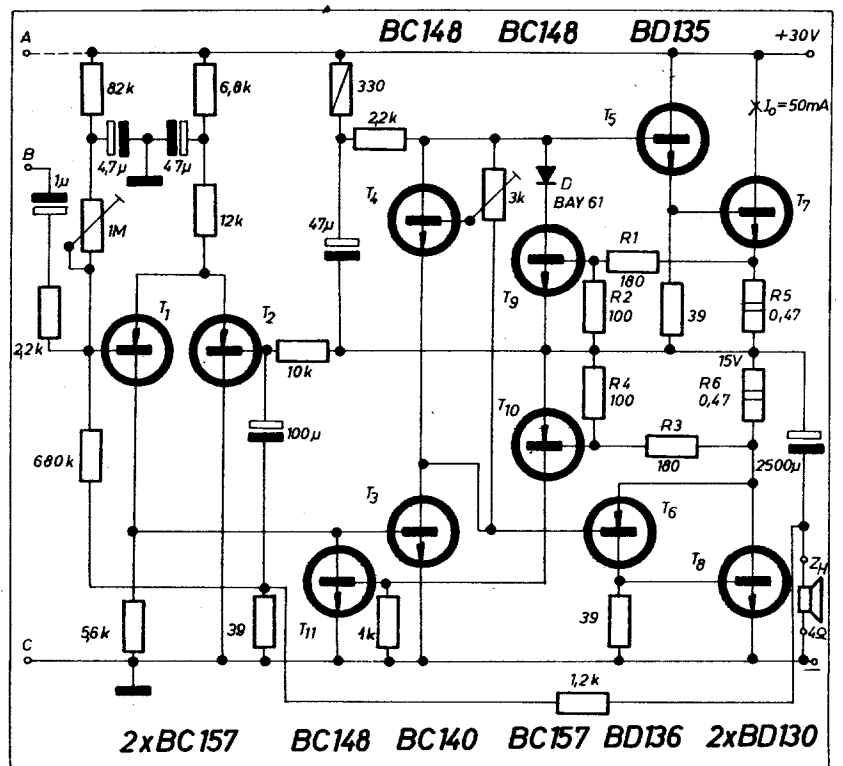 BC148 BC148 BD135
A +30V
82k 6,8k 330 T5 I0=50mA
2,2k
B 4,7µ 47µ
1µ T4 3k D BAY 61 T7
1M 12k 47µ
R1
180
T9 R2 100 39 R5 0,47
T1 T2
2,2k 10k 15V
T10 R4 100 R6 0,47
100µ R3
180 2500µ
680k
T3 T6
T8 ZH
T11 39 4Ω
5,6k 39 1k
C –
1,2k
2xBC157 BC148 BC140 BC157 BD136 2xBD130